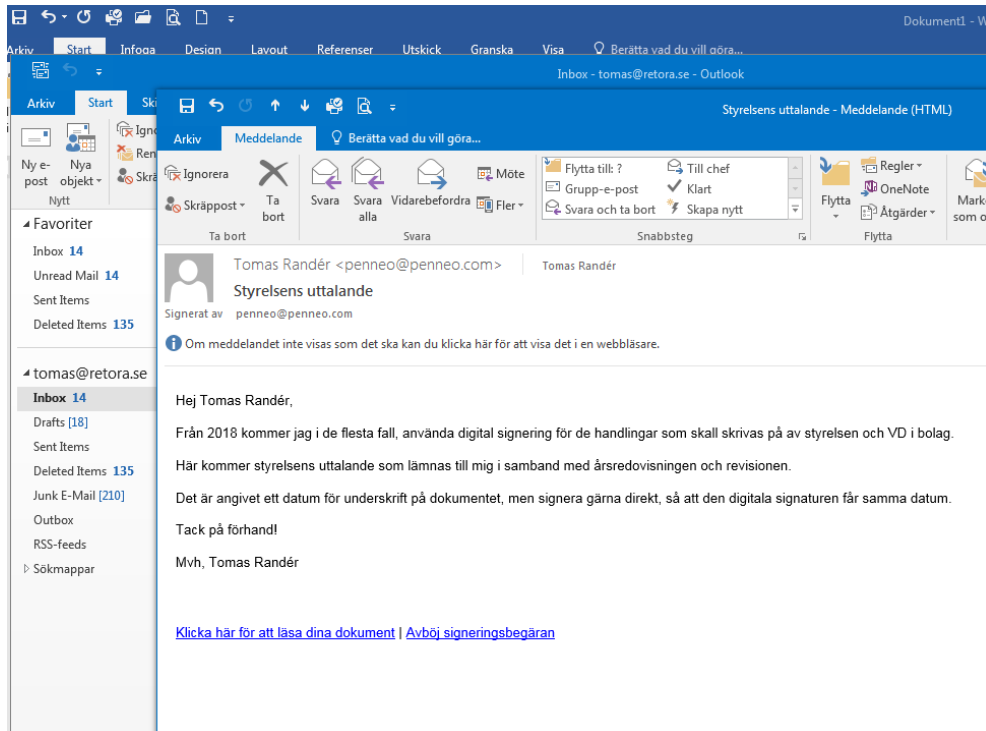 Dokument1 - W
Arkiv Start Infoga Design Layout Referenser Utskick Granska Visa Berätta vad du vill göra...
Inbox - tomas@retora.se - Outlook
Arkiv Start Ski
Styrelsens uttalande - Meddelande (HTML)
Arkiv Meddelande Berätta vad du vill göra...
Ny e-post
Nya objekt
Igno
Ren
Skrä
Nytt
Ignorera
Skräppost
Ta bort
Ta bort
Svara
Svara alla
Vidarebefordra
Möte
Fler
Svara
Flytta till: ?
Grupp-e-post
Svara och ta bort
Till chef
Klart
Skapa nytt
Snabbsteg
Flytta
Regler
OneNote
Åtgärder
Flytta
Mark
som o
Favoriter
Inbox 14
Unread Mail 14
Sent Items
Deleted Items 135
tomas@retora.se
Inbox 14
Drafts [18]
Sent Items
Deleted Items 135
Junk E-Mail [210]
Outbox
RSS-feeds
Sökmappar
Tomas Randér <penneo@penneo.com> Tomas Randér
Styrelsens uttalande
Signerat av penneo@penneo.com
Om meddelandet inte visas som det ska kan du klicka här för att visa det i en webbläsare.
Hej Tomas Randér,
Från 2018 kommer jag i de flesta fall, använda digital signering för de handlingar som skall skrivas på av styrelsen och VD i bolag.
Här kommer styrelsens uttalande som lämnas till mig i samband med årsredovisningen och revisionen.
Det är angivet ett datum för underskrift på dokumentet, men signera gärna direkt, så att den digitala signaturen får samma datum.
Tack på förhand!
Mvh, Tomas Randér
Klicka här för att läsa dina dokument | Avböj signeringsbegäran